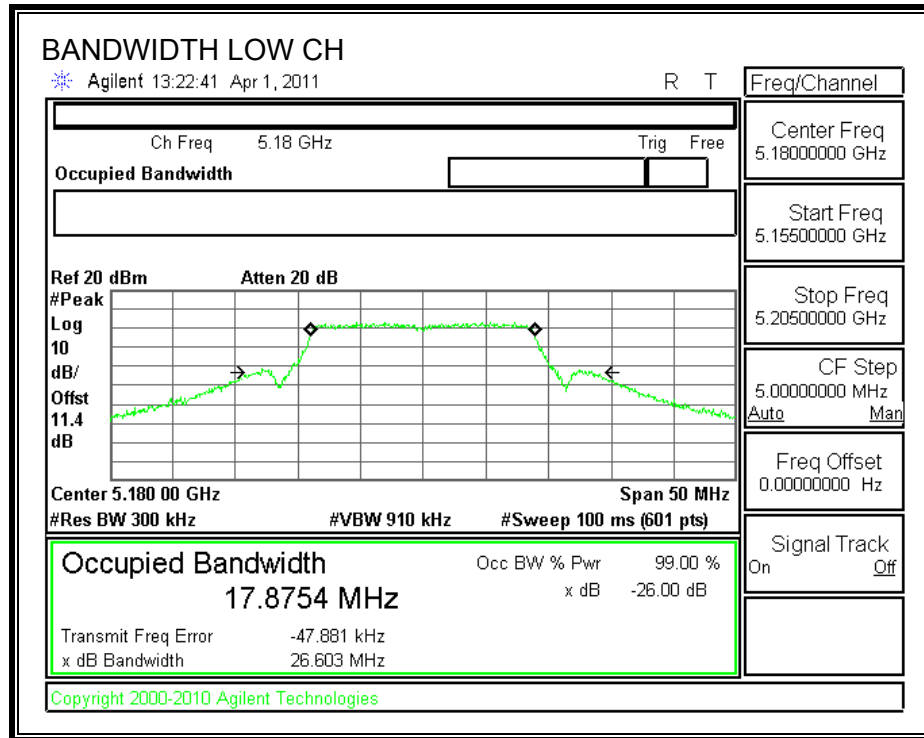 BANDWIDTH LOW CH
Agilent 13:22:41 Apr 1, 2011 R T
Freq/Channel
Ch Freq 5.18 GHz Trig Free
Occupied Bandwidth
Center Freq
5.18000000 GHz
Start Freq
5.15500000 GHz
Stop Freq
5.20500000 GHz
CF Step
5.00000000 MHz
Auto Man
Freq Offset
0.00000000 Hz
Signal Track
On Off
Ref 20 dBm Atten 20 dB
#Peak
Log
10
dB/
Offst
11.4
dB
Center 5.180 00 GHz Span 50 MHz
#Res BW 300 kHz #VBW 910 kHz #Sweep 100 ms (601 pts)
Occupied Bandwidth
17.8754 MHz
Occ BW % Pwr 99.00 %
x dB -26.00 dB
Transmit Freq Error -47.881 kHz
x dB Bandwidth 26.603 MHz
Copyright 2000-2010 Agilent Technologies